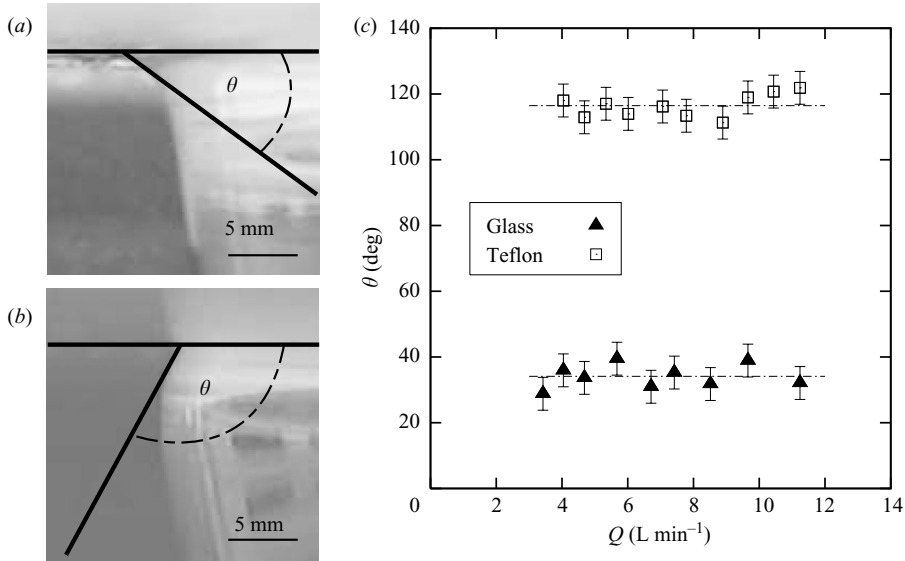 (a)
θ
5 mm
(b)
θ
5 mm
(c)
140
120
100
80
60
40
20
0
2
4
6
8
10
12
14
θ (deg)
Q (L min⁻¹)
Glass
Teflon